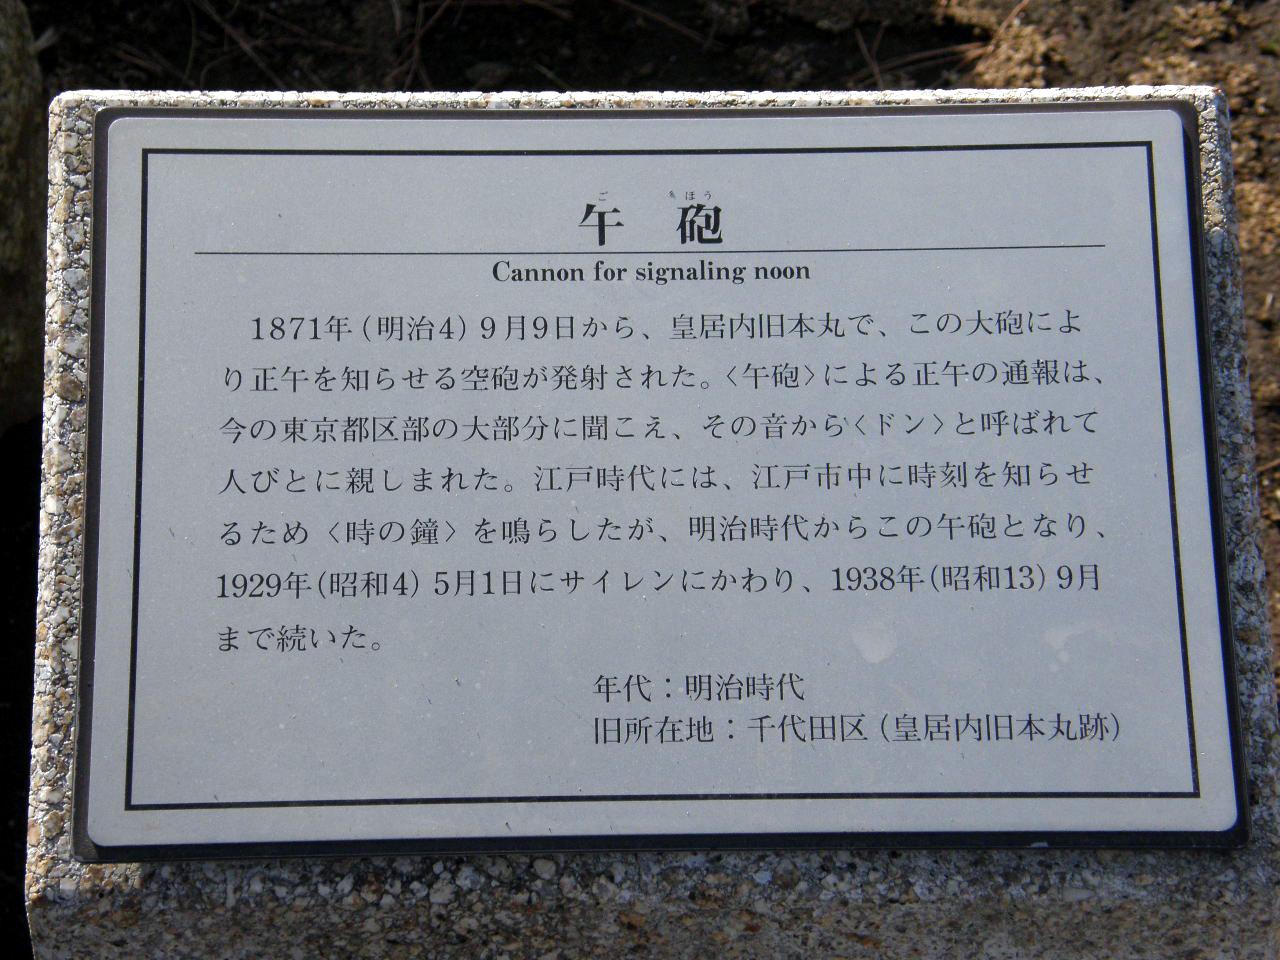 ご ほう
午 砲
Cannon for signaling noon
1871年(明治4)9月9日から、皇居内旧本丸で、この大砲によ
り正午を知らせる空砲が発射された。〈午砲〉による正午の通報は、
今の東京都区部の大部分に聞こえ、その音から〈ドン〉と呼ばれて
人びとに親しまれた。江戸時代には、江戸市中に時刻を知らせ
るため〈時の鐘〉を鳴らしたが、明治時代からこの午砲となり、
1929年(昭和4)5月1日にサイレンにかわり、1938年(昭和13)9月
まで続いた。
年代：明治時代
旧所在地：千代田区(皇居内旧本丸跡)